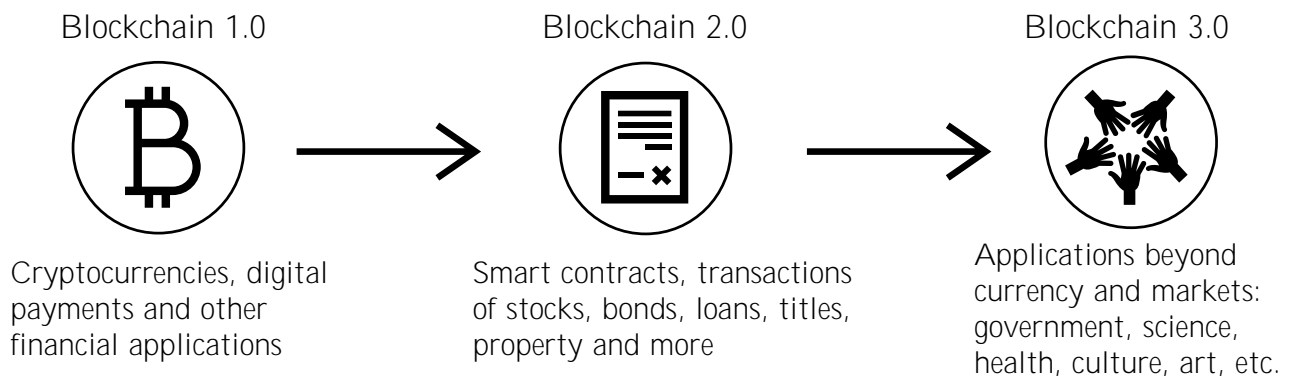 Blockchain 1.0
Cryptocurrencies, digital
payments and other
financial applications
Blockchain 2.0
Smart contracts, transactions
of stocks, bonds, loans, titles,
property and more
Blockchain 3.0
Applications beyond
currency and markets:
government, science,
health, culture, art, etc.